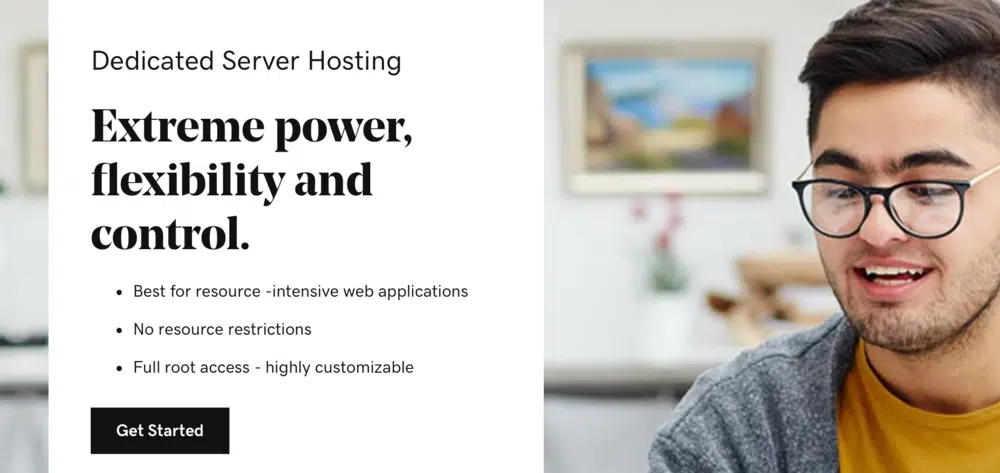 Dedicated Server Hosting
Extreme power,
flexibility and
control.
• Best for resource -intensive web applications
• No resource restrictions
• Full root access - highly customizable
Get Started